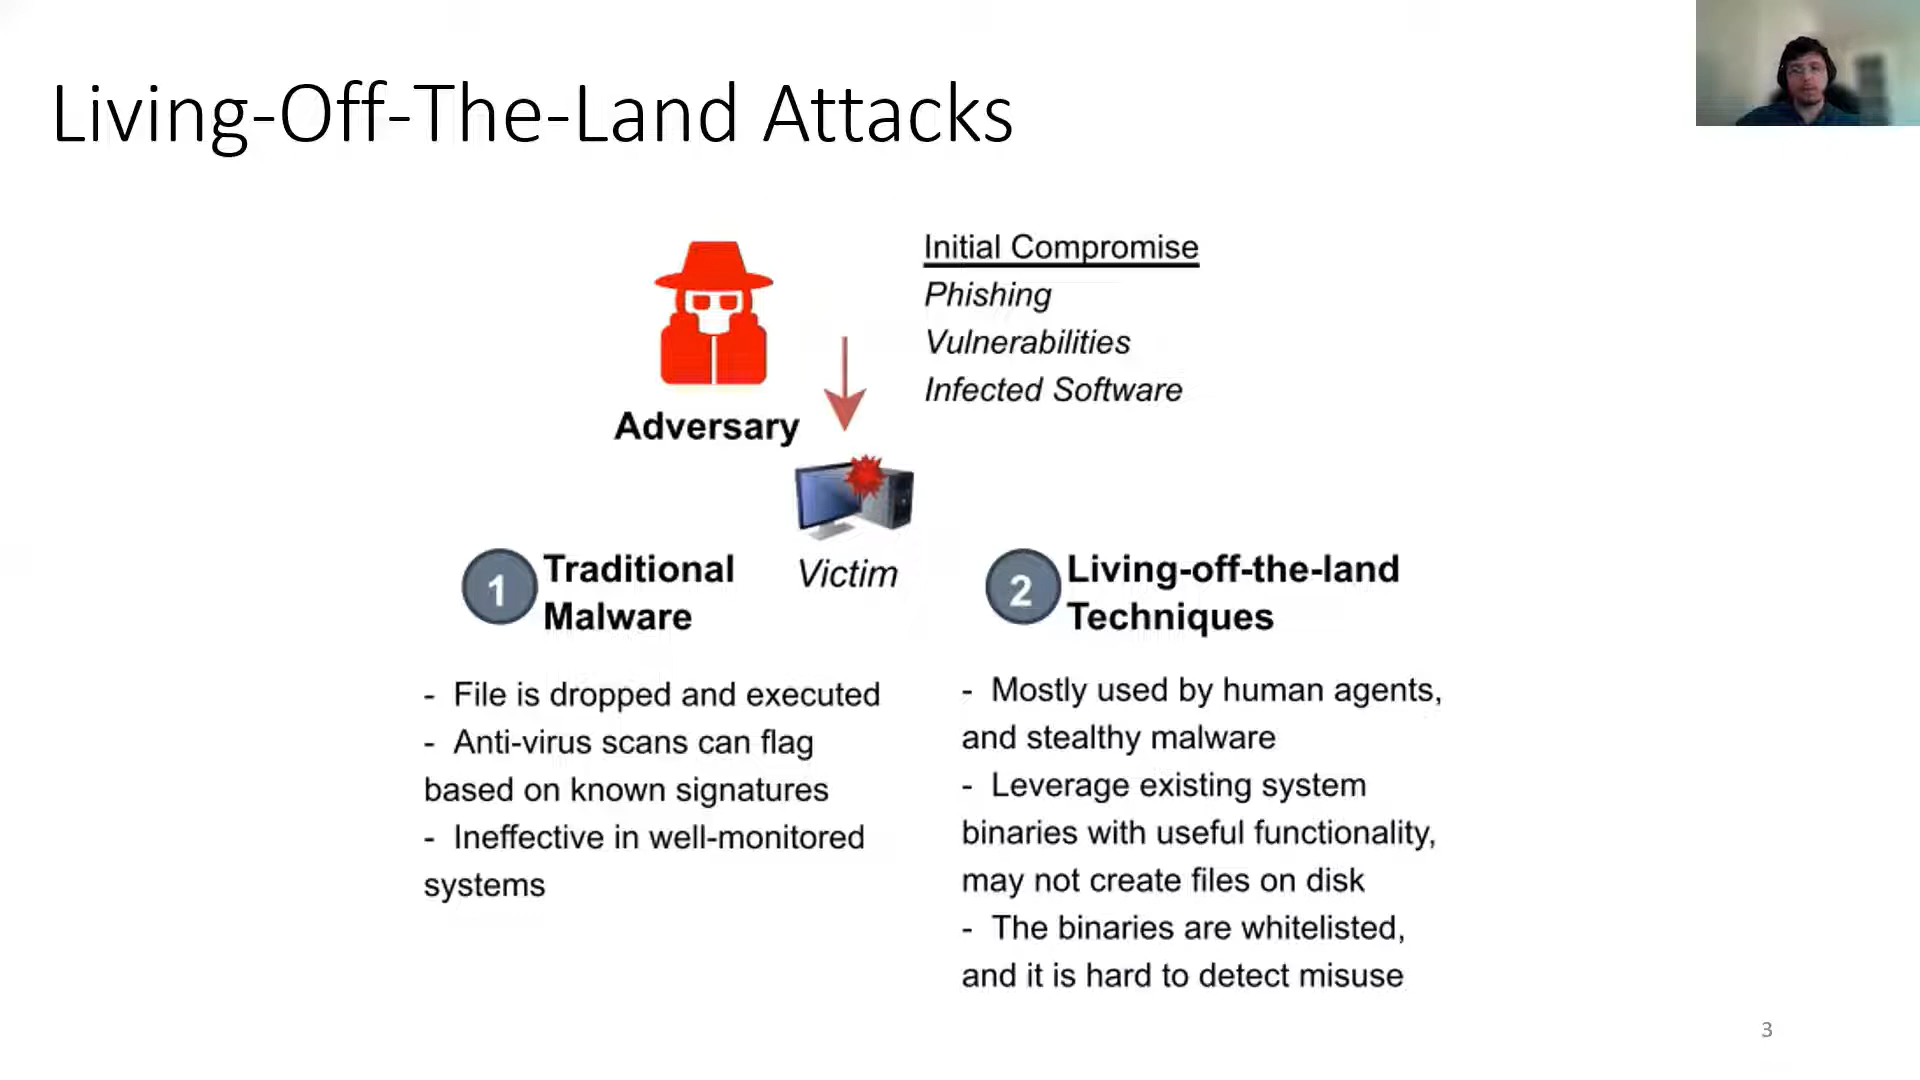 Living-Off-The-Land Attacks
Initial Compromise
Phishing
Vulnerabilities
Infected Software
Adversary
Victim
1
Traditional
Malware
- File is dropped and executed
- Anti-virus scans can flag
based on known signatures
- Ineffective in well-monitored
systems
2
Living-off-the-land
Techniques
- Mostly used by human agents,
and stealthy malware
- Leverage existing system
binaries with useful functionality,
may not create files on disk
- The binaries are whitelisted,
and it is hard to detect misuse
3